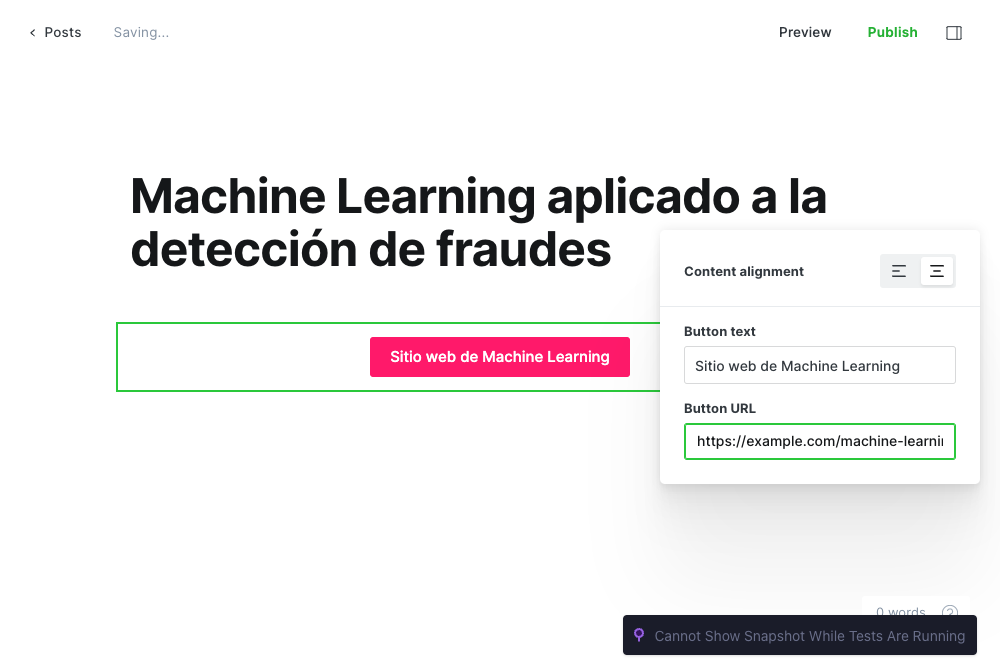 Posts
Saving...
Preview
Publish
Machine Learning aplicado a la
detección de fraudes
Content alignment
Button text
Sitio web de Machine Learning
Sitio web de Machine Learning
Button URL
https://example.com/machine-learni
0 words
Cannot Show Snapshot While Tests Are Running